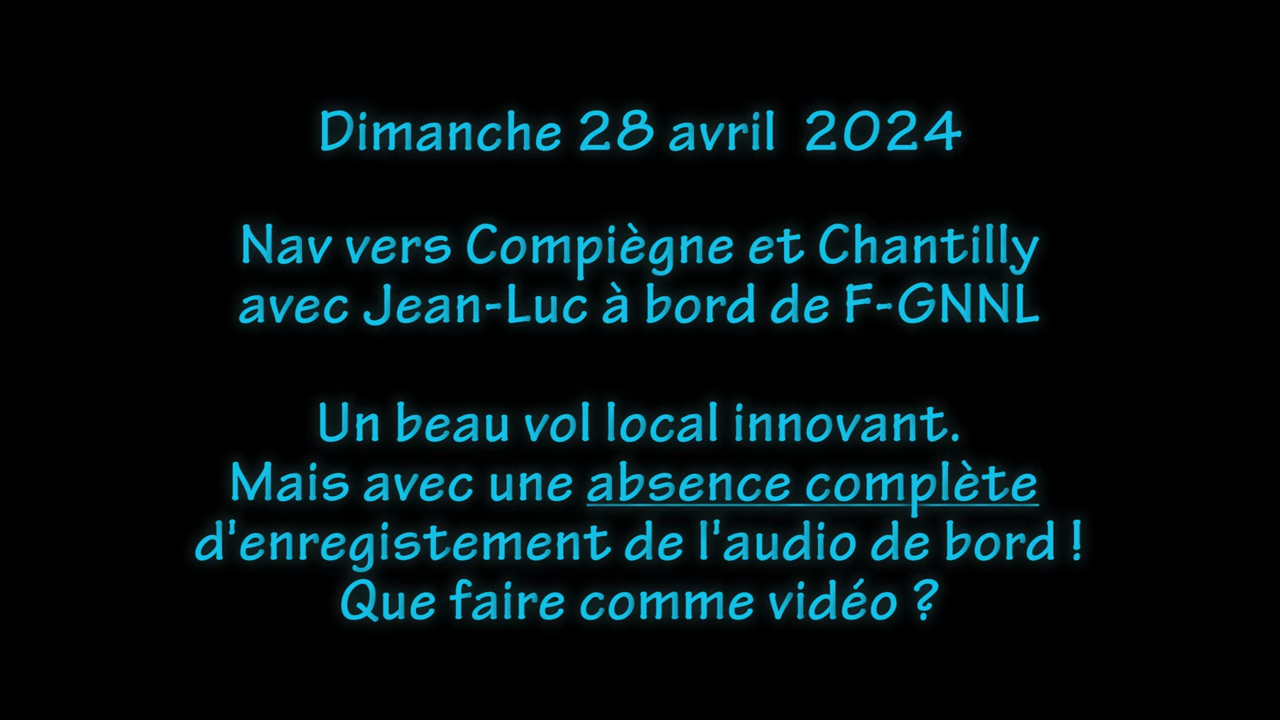 Dimanche 28 avril 2024
Nav vers Compiègne et Chantilly
avec Jean-Luc à bord de F-GNNL
Un beau vol local innovant.
Mais avec une absence complète
d'enregistement de l'audio de bord !
Que faire comme vidéo ?